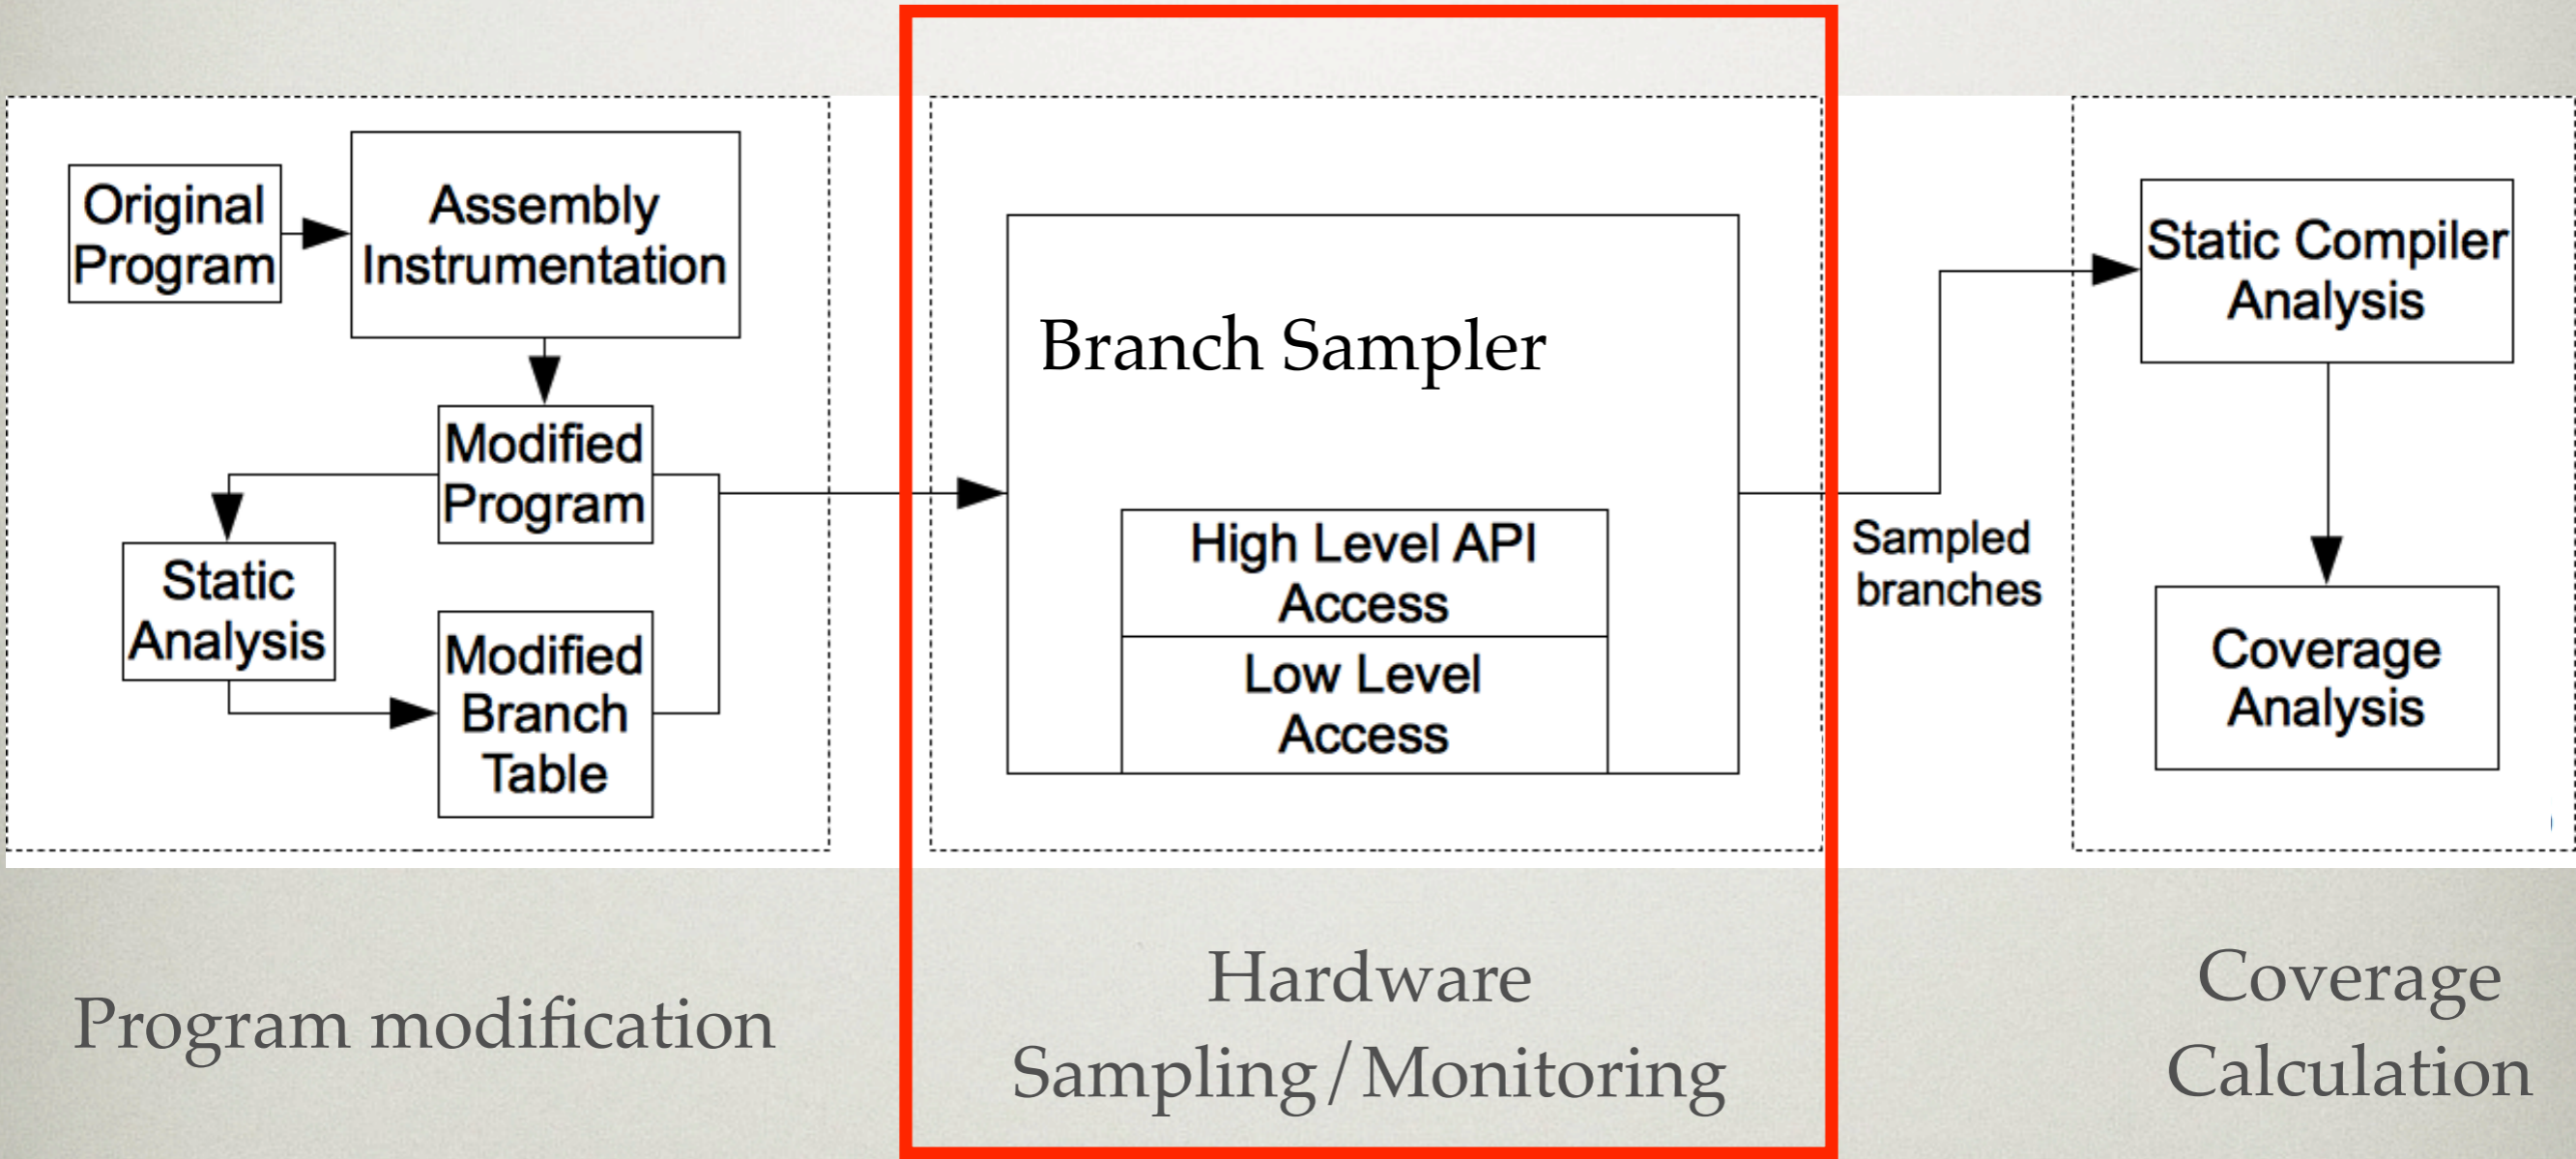 Original
Program
Assembly
Instrumentation
Modified
Program
Static
Analysis
Modified
Branch
Table
Branch Sampler
High Level API
Access
Low Level
Access
Sampled
branches
Static Compiler
Analysis
Coverage
Analysis
Program modification
Hardware
Sampling/Monitoring
Coverage
Calculation